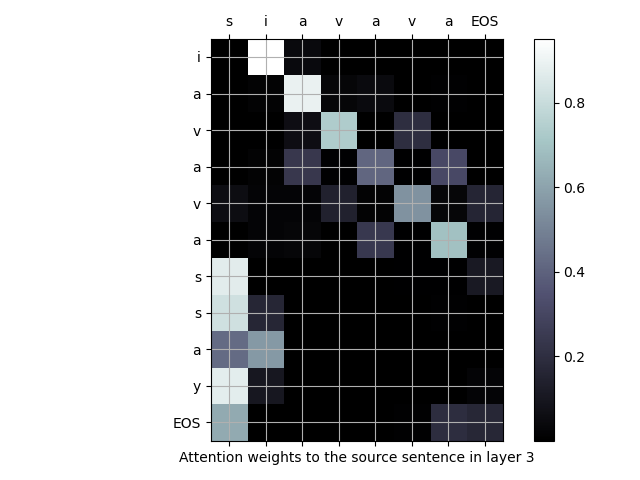 s i a v a v a EOS
i
a
v
a
v
a
s
s
a
y
EOS
0.8
0.6
0.4
0.2
Attention weights to the source sentence in layer 3